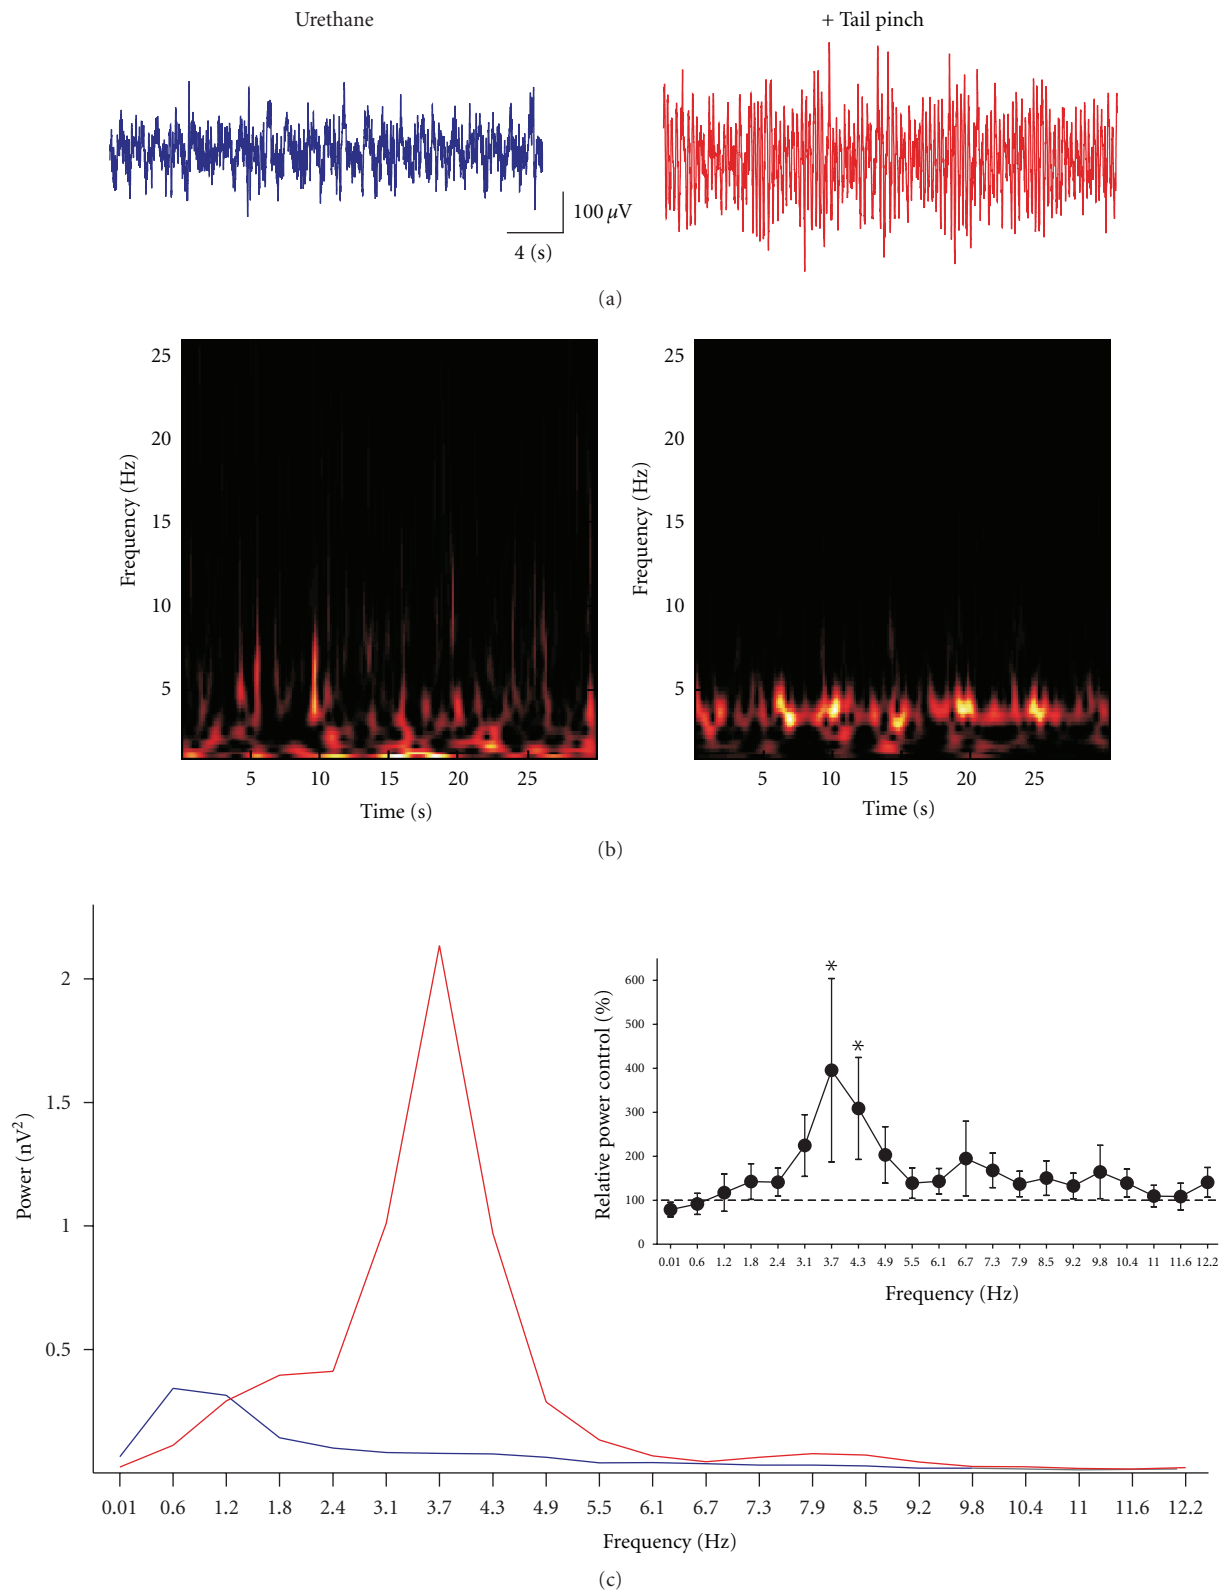 Urethane
+ Tail pinch
100 µV
4 (s)
(a)
Frequency (Hz)
25
20
15
10
5
5 10 15 20 25
Time (s)
Frequency (Hz)
25
20
15
10
5
5 10 15 20 25
Time (s)
(b)
Power (nV²)
2
1.5
1
0.5
0.01 0.6 1.2 1.8 2.4 3.1 3.7 4.3 4.9 5.5 6.1 6.7 7.3 7.9 8.5 9.2 9.8 10.4 11 11.6 12.2
Frequency (Hz)
Relative power control (%)
600
500
400
300
200
100
0
* *
0.01 0.6 1.2 1.8 2.4 3.1 3.7 4.3 4.9 5.5 6.1 6.7 7.3 7.9 8.5 9.2 9.8 10.4 11 11.6 12.2
Frequency (Hz)
(c)